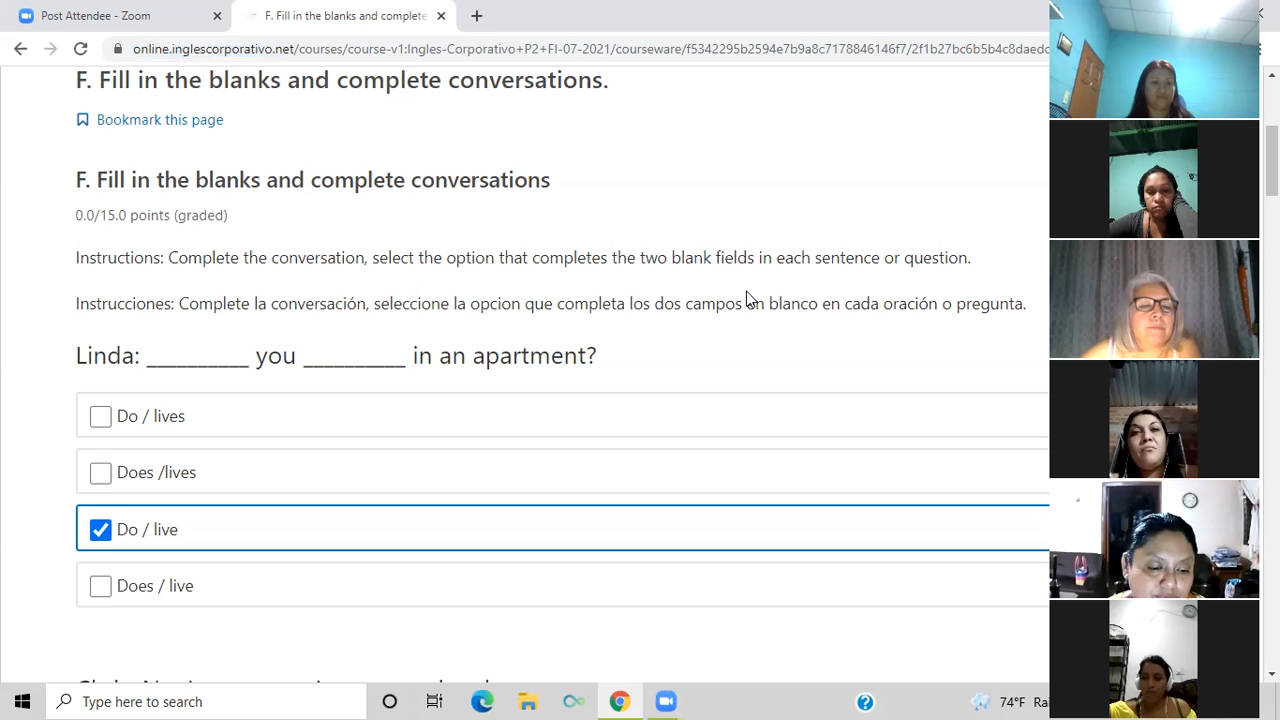 Post Attendee - Zoom
F. Fill in the blanks and complete
online.inglescorporativo.net/courses/course-v1:Ingles-Corporativo+P2+FI-07-2021/courseware/f5342295b2594e7b9a8c7178846146f7/2f1b27bc6b5b4c8daedc
F. Fill in the blanks and complete conversations.
Bookmark this page
F. Fill in the blanks and complete conversations
0.0/15.0 points (graded)
Instructions: Complete the conversation, select the option that completes the two blank fields in each sentence or question.
Instrucciones: Complete la conversación, seleccione la opcion que completa los dos campos en blanco en cada oración o pregunta.
Linda: __________ you __________ in an apartment?
Do / lives
Does /lives
Do / live
Does / live
Type here to search
74°F Ra